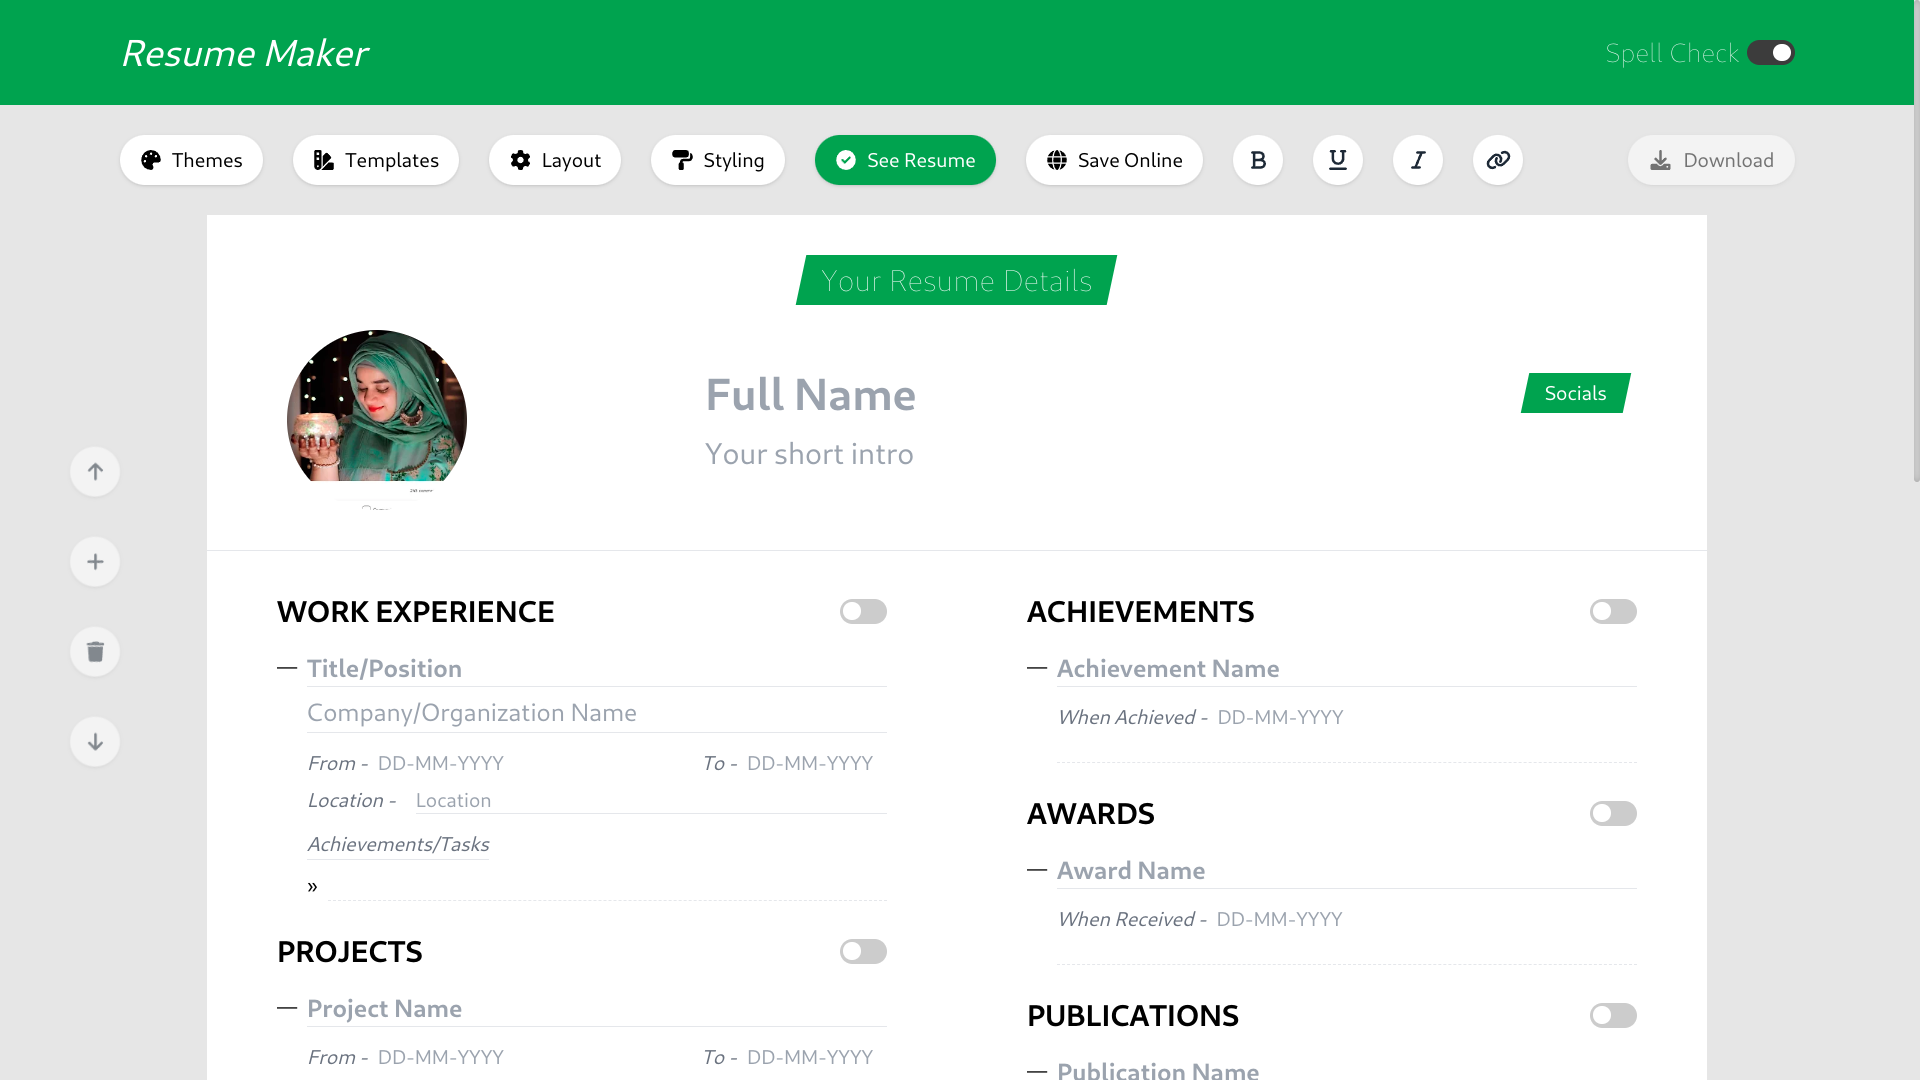 Resume Maker
Spell Check
Themes
Templates
Layout
Styling
See Resume
Save Online
B
U
I
Download
Your Resume Details
Full Name
Your short intro
Socials
WORK EXPERIENCE
— Title/Position
Company/Organization Name
From - DD-MM-YYYY To - DD-MM-YYYY
Location - Location
Achievements/Tasks
»
PROJECTS
— Project Name
From - DD-MM-YYYY To - DD-MM-YYYY
ACHIEVEMENTS
— Achievement Name
When Achieved - DD-MM-YYYY
AWARDS
— Award Name
When Received - DD-MM-YYYY
PUBLICATIONS
— Publication Name